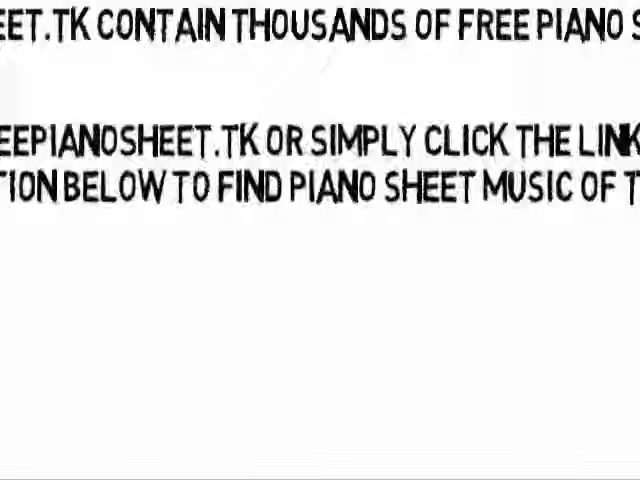 EET.TK CONTAIN THOUSANDS OF FREE PIANO S
EEPIANOSHEET.TK OR SIMPLY CLICK THE LINK
TION BELOW TO FIND PIANO SHEET MUSIC OF T